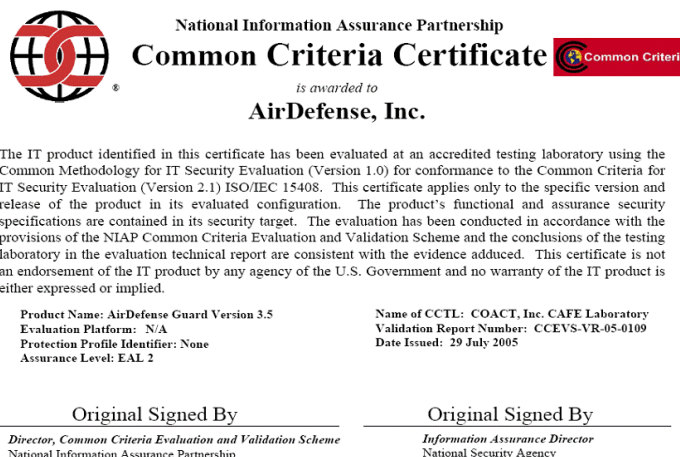 National Information Assurance Partnership
Common Criteria Certificate
Common Criteri
®
is awarded to
AirDefense, Inc.
The IT product identified in this certificate has been evaluated at an accredited testing laboratory using the
Common Methodology for IT Security Evaluation (Version 1.0) for conformance to the Common Criteria for
IT Security Evaluation (Version 2.1) ISO/IEC 15408. This certificate applies only to the specific version and
release of the product in its evaluated configuration. The product's functional and assurance security
specifications are contained in its security target. The evaluation has been conducted in accordance with the
provisions of the NIAP Common Criteria Evaluation and Validation Scheme and the conclusions of the testing
laboratory in the evaluation technical report are consistent with the evidence adduced. This certificate is not
an endorsement of the IT product by any agency of the U.S. Government and no warranty of the IT product is
either expressed or implied.
Product Name: AirDefense Guard Version 3.5
Evaluation Platform: N/A
Protection Profile Identifier: None
Assurance Level: EAL 2
Name of CCTL: COACT, Inc. CAFE Laboratory
Validation Report Number: CCEVS-VR-05-0109
Date Issued: 29 July 2005
Original Signed By
Director, Common Criteria Evaluation and Validation Scheme
National Information Assurance Partnership
Original Signed By
Information Assurance Director
National Security Agency